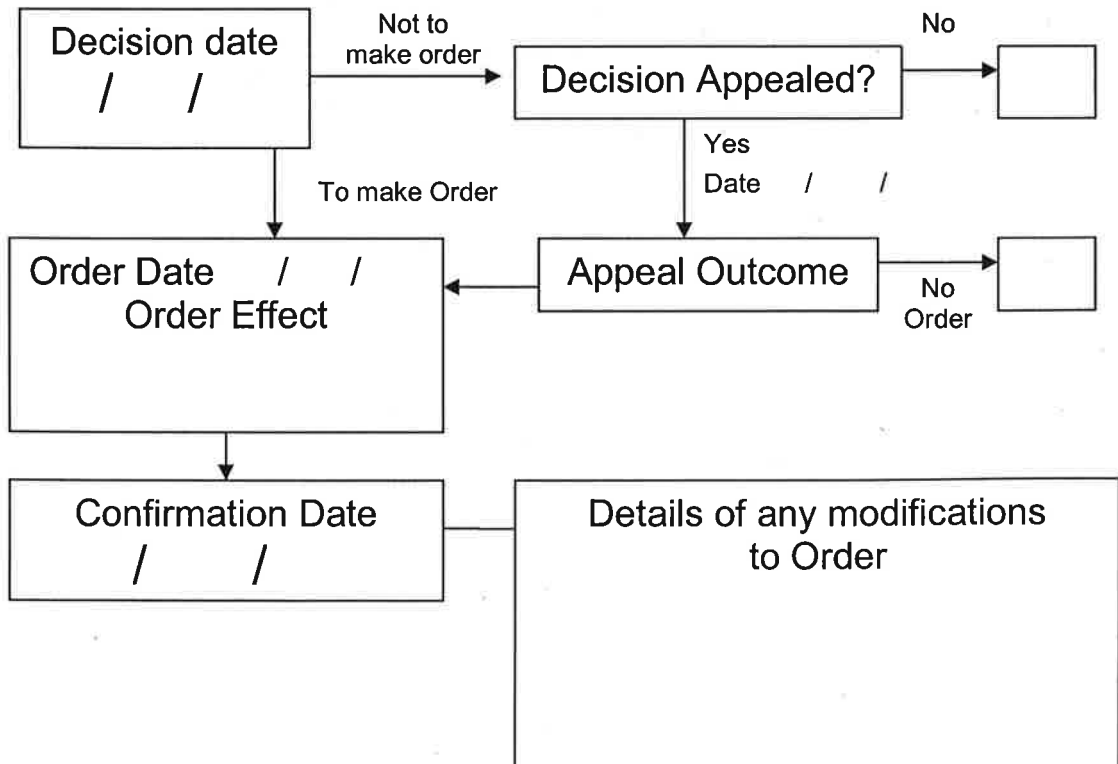 Decision date
/ /
Not to
make order
Decision Appealed?
No
Yes
Date / /
To make Order
Order Date / /
Order Effect
Appeal Outcome
No
Order
Confirmation Date
/ /
Details of any modifications
to Order